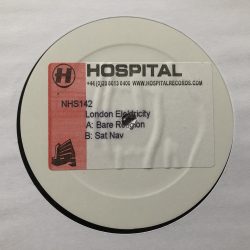 H HOSPITAL
+44 (0)20 8613 0400 WWW.HOSPITALRECORDS.COM
NHS142
London Elektricity
A: Bare Religion
B: Sat Nav